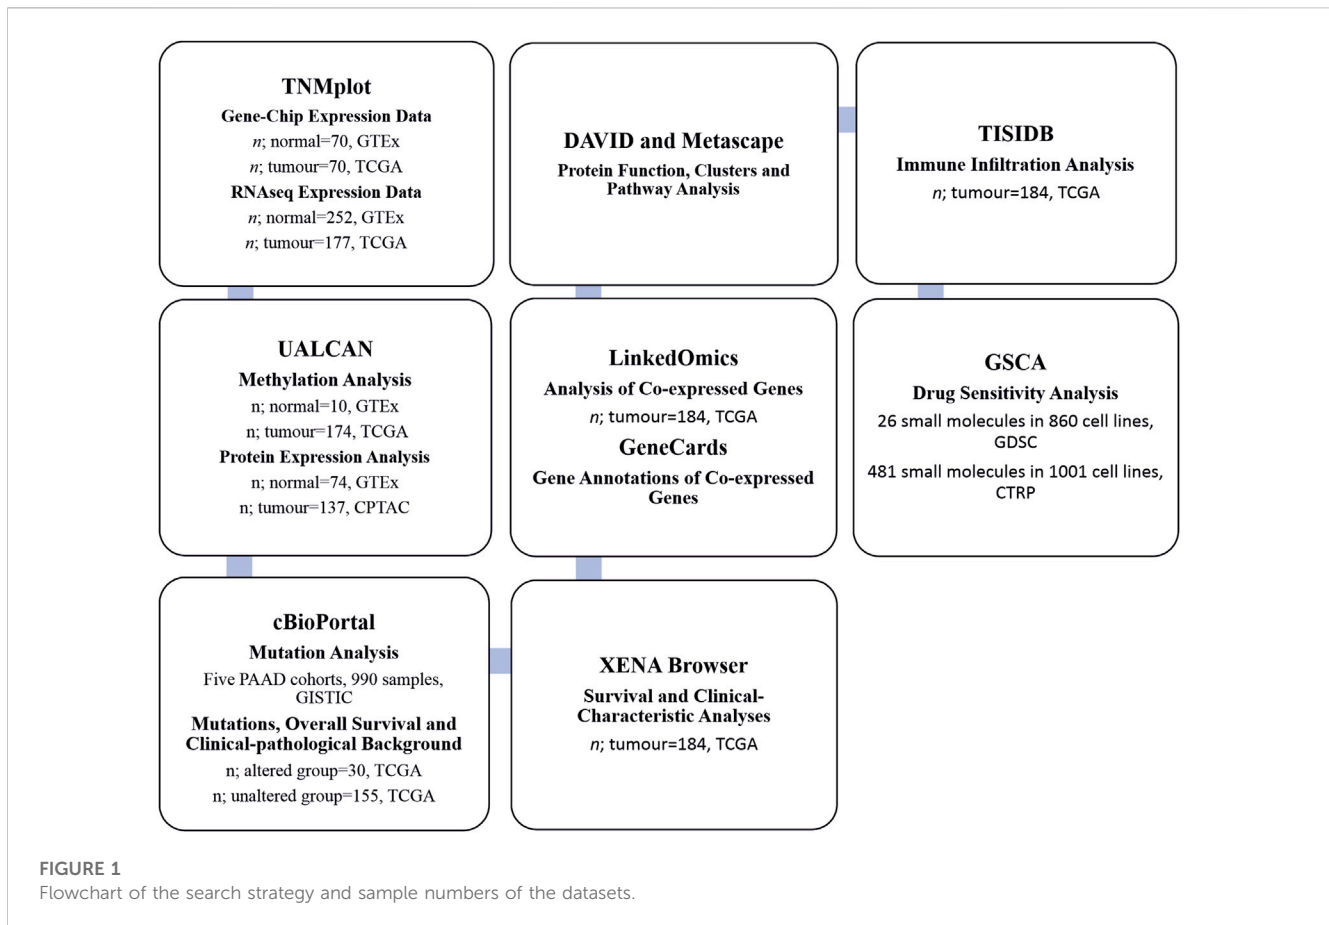 TNMplot
Gene-Chip Expression Data
n; normal=70, GTEx
n; tumour=70, TCGA
RNAseq Expression Data
n; normal=252, GTEx
n; tumour=177, TCGA
UALCAN
Methylation Analysis
n; normal=10, GTEx
n; tumour=174, TCGA
Protein Expression Analysis
n; normal=74, GTEx
n; tumour=137, CPTAC
cBioPortal
Mutation Analysis
Five PAAD cohorts, 990 samples,
GISTIC
Mutations, Overall Survival and
Clinical-pathological Background
n; altered group=30, TCGA
n; unaltered group=155, TCGA
XENA Browser
Survival and Clinical-
Characteristic Analyses
n; tumour=184, TCGA
LinkedOmics
Analysis of Co-expressed Genes
n; tumour=184, TCGA
GeneCards
Gene Annotations of Co-expressed
Genes
DAVID and Metascape
Protein Function, Clusters and
Pathway Analysis
TISIDB
Immune Infiltration Analysis
n; tumour=184, TCGA
GSCA
Drug Sensitivity Analysis
26 small molecules in 860 cell lines,
GDSC
481 small molecules in 1001 cell lines,
CTRP
FIGURE 1
Flowchart of the search strategy and sample numbers of the datasets.